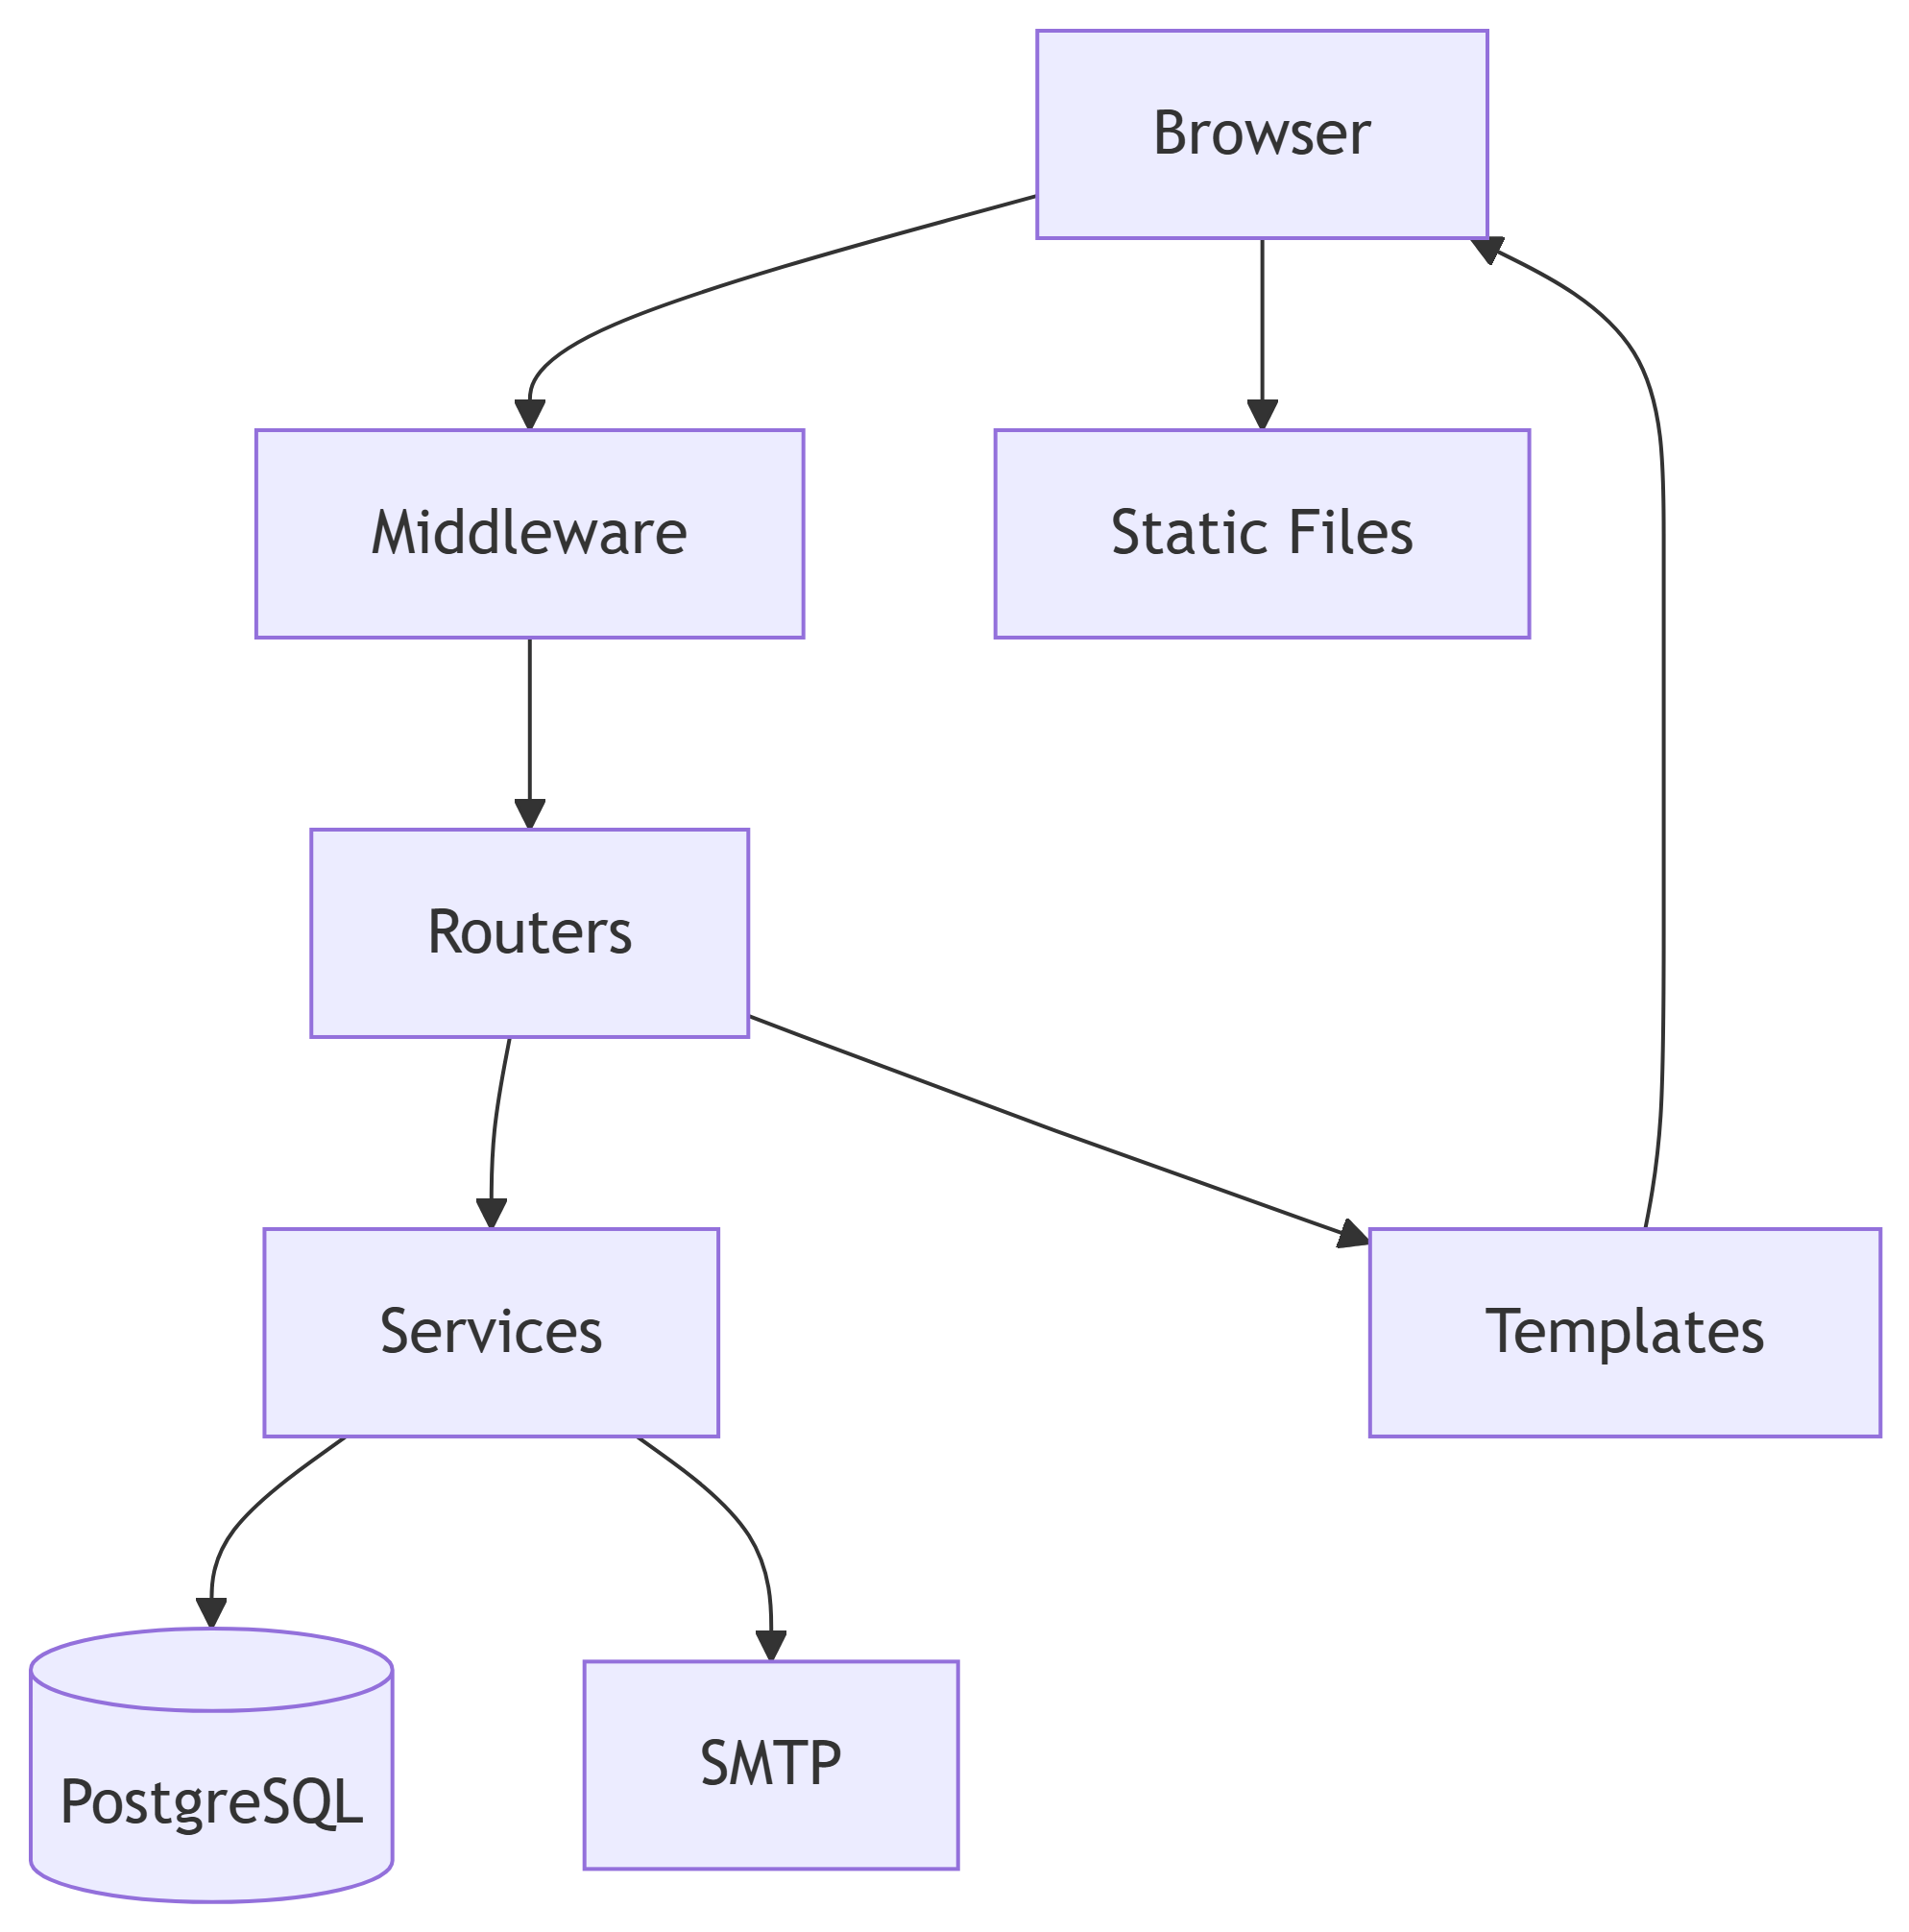 Browser
Middleware
Static Files
Routers
Services
Templates
PostgreSQL
SMTP